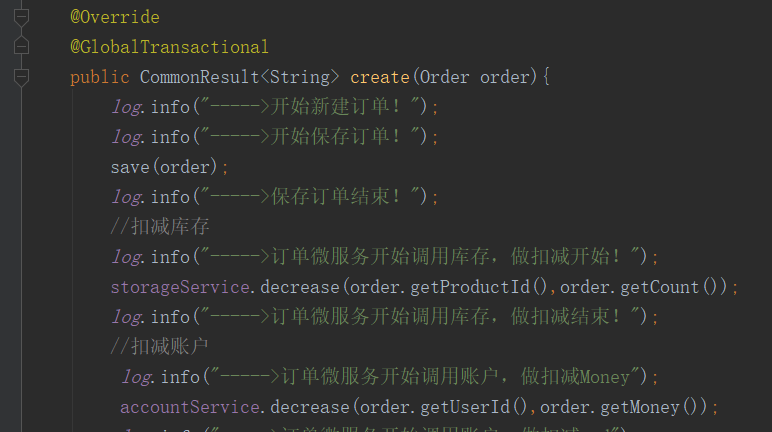 @Override
@GlobalTransactional
public CommonResult<String> create(Order order){
log.info("----->开始新建订单！");
log.info("----->开始保存订单！");
save(order);
log.info("----->保存订单结束！");
//扣减库存
log.info("----->订单微服务开始调用库存，做扣减开始！");
storageService.decrease(order.getProductId(),order.getCount());
log.info("----->订单微服务开始调用库存，做扣减结束！");
//扣减账户
log.info("----->订单微服务开始调用账户，做扣减Money");
accountService.decrease(order.getUserId(),order.getMoney());